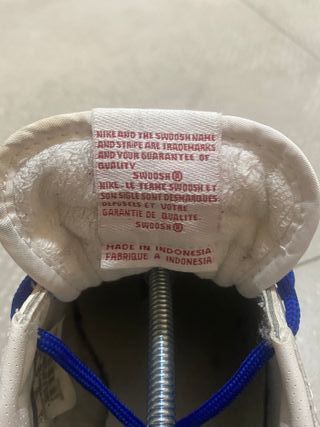 NIKE AND THE SWOOSH NAME
AND STRIPE ARE TRADEMARKS
AND YOUR GUARANTEE OF
QUALITY
SWOOSH®
NIKE - LE TERME SWOOSH ET
SON SIGLE SONT DES MARQUES
DEPOSEES ET VOTRE
GARANTIE DE QUALITE.
SWOOSH®
MADE IN INDONESIA
FABRIQUE A INDONESIA